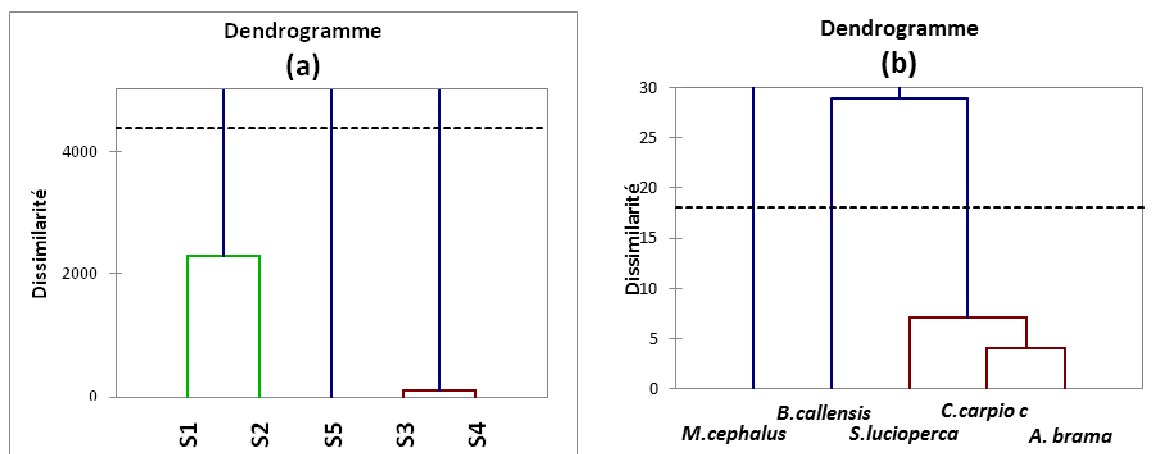 Dendrogramme
(a)
Dissimilarité
4000
2000
0
S1 S2 S5 S3 S4
Dendrogramme
(b)
Dissimilarité
30
25
20
15
10
5
0
B.callensis C.carpio c
M.cephalus S.lucioperca A. brama